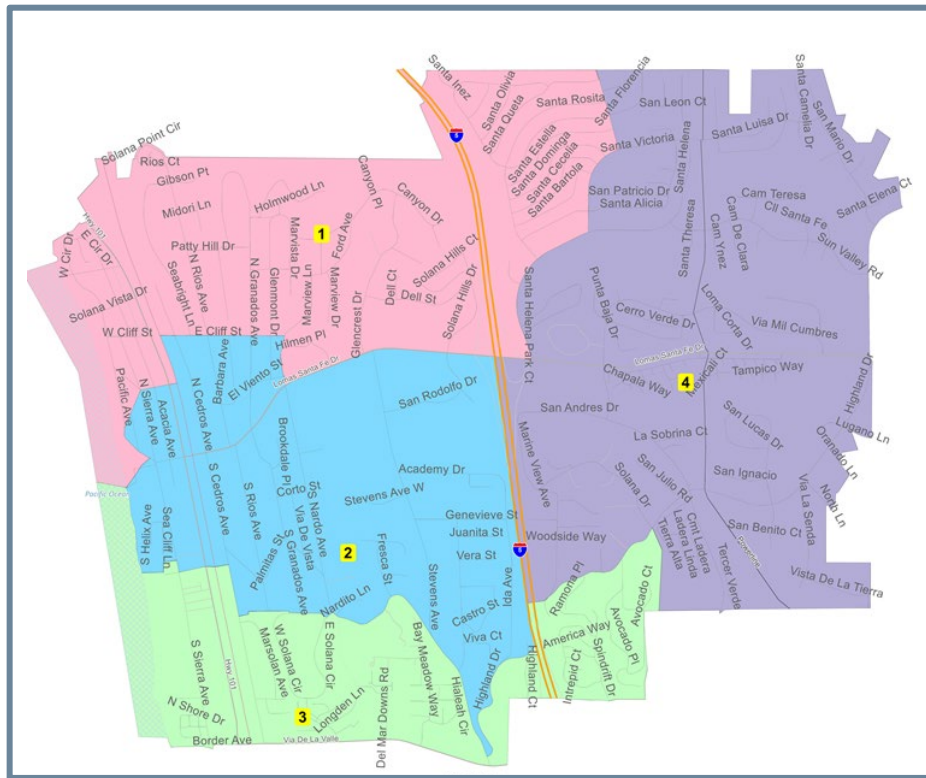 Santa Inez
Santa Olivia
Santa Queta
Santa Rosita
Santa Florencia
San Leon Ct
Santa Camelia Dr
San Mario Dr
Santa Luisa Dr
Santa Victoria
Santa Helena
Santa Estella
Santa Dominga
Santa Cecelia
Santa Bartola
San Patricio Dr
Santa Alicia
Santa Theresa
Cam Teresa
Cll Santa Fe
Santa Elena Ct
Cam De Clara
Cam Ynez
Sun Valley Rd
Solana Point Cir
Rios Ct
Gibson Pt
Midori Ln
Holmwood Ln
Canyon Pl
Canyon Dr
Hwy 101
E Cir Dr
W Cir Dr
Patty Hill Dr
Marvista Dr
1
Ford Ave
Solana Hills Ct
Solana Hills Dr
Seabright Ln
N Rios Ave
N Granados Ave
Glenmont Dr
Marview Ln
Marview Dr
Dell Ct
Dell St
Glencrest Dr
Solana Vista Dr
W Cliff St
E Cliff St
Hilmen Pl
Lomas Santa Fe Dr
Santa Helena Park Ct
Punta Baja Dr
Cerro Verde Dr
Loma Corta Dr
Via Mil Cumbres
Lomas Santa Fe Dr
Mexicali Ct
4
Tampico Way
Chapala Way
Highland Dr
Lugano Ln
Pacific Ave
N Sierra Ave
Acacia Ave
N Cedros Ave
Barbara Ave
El Viento St
San Rodolfo Dr
San Andres Dr
San Lucas Dr
La Sobrina Ct
Oranado Ln
Brookdale Pl
Academy Dr
Marine View Ave
San Julio Rd
Solana Dr
San Ignacio
North Ln
Via La Senda
Pacific Ocean
S Helix Ave
Sea Cliff Ln
S Cedros Ave
S Rios Ave
Corto St
S Nardo Ave
Via De Vista
S Granados Ave
Palmitas St
Stevens Ave W
Genevieve St
Juanita St
Vera St
Woodside Way
San Benito Ct
Cmt Ladera
Ladera Linda
Tierra Alta
Tercer Verde
Vista De La Tierra
2
Fresca St
Stevens Ave
Ida Ave
Castro St
Viva Ct
Nardito Ln
Ramona Pl
Avocado Ct
Avocado Pl
America Way
Spindrift Dr
Intrepid Ct
Highland Ct
Highland Dr
Hialeah Cir
Bay Meadow Way
Del Mar Downs Rd
E Solana Cir
W Solana Cir
Marsolan Ave
Longden Ln
3
S Sierra Ave
Hwy 101
N Shore Dr
Border Ave
Via De La Valle